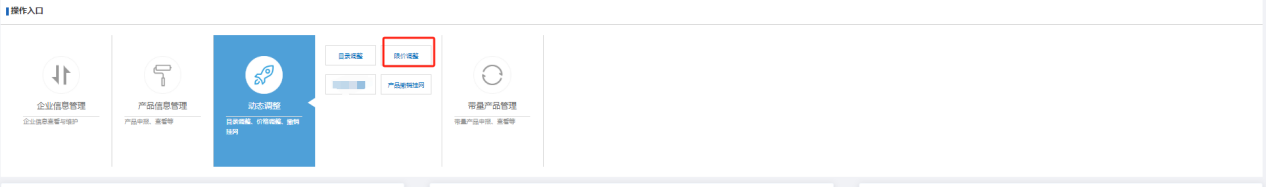 操作入口
企业信息管理
企业信息查看与维护
产品信息管理
产品申报、查看等
动态调整
目录调整、价格调整、撤销
挂网
目录调整
限价调整
产品撤销挂网
带量产品管理
带量产品申报、查看等